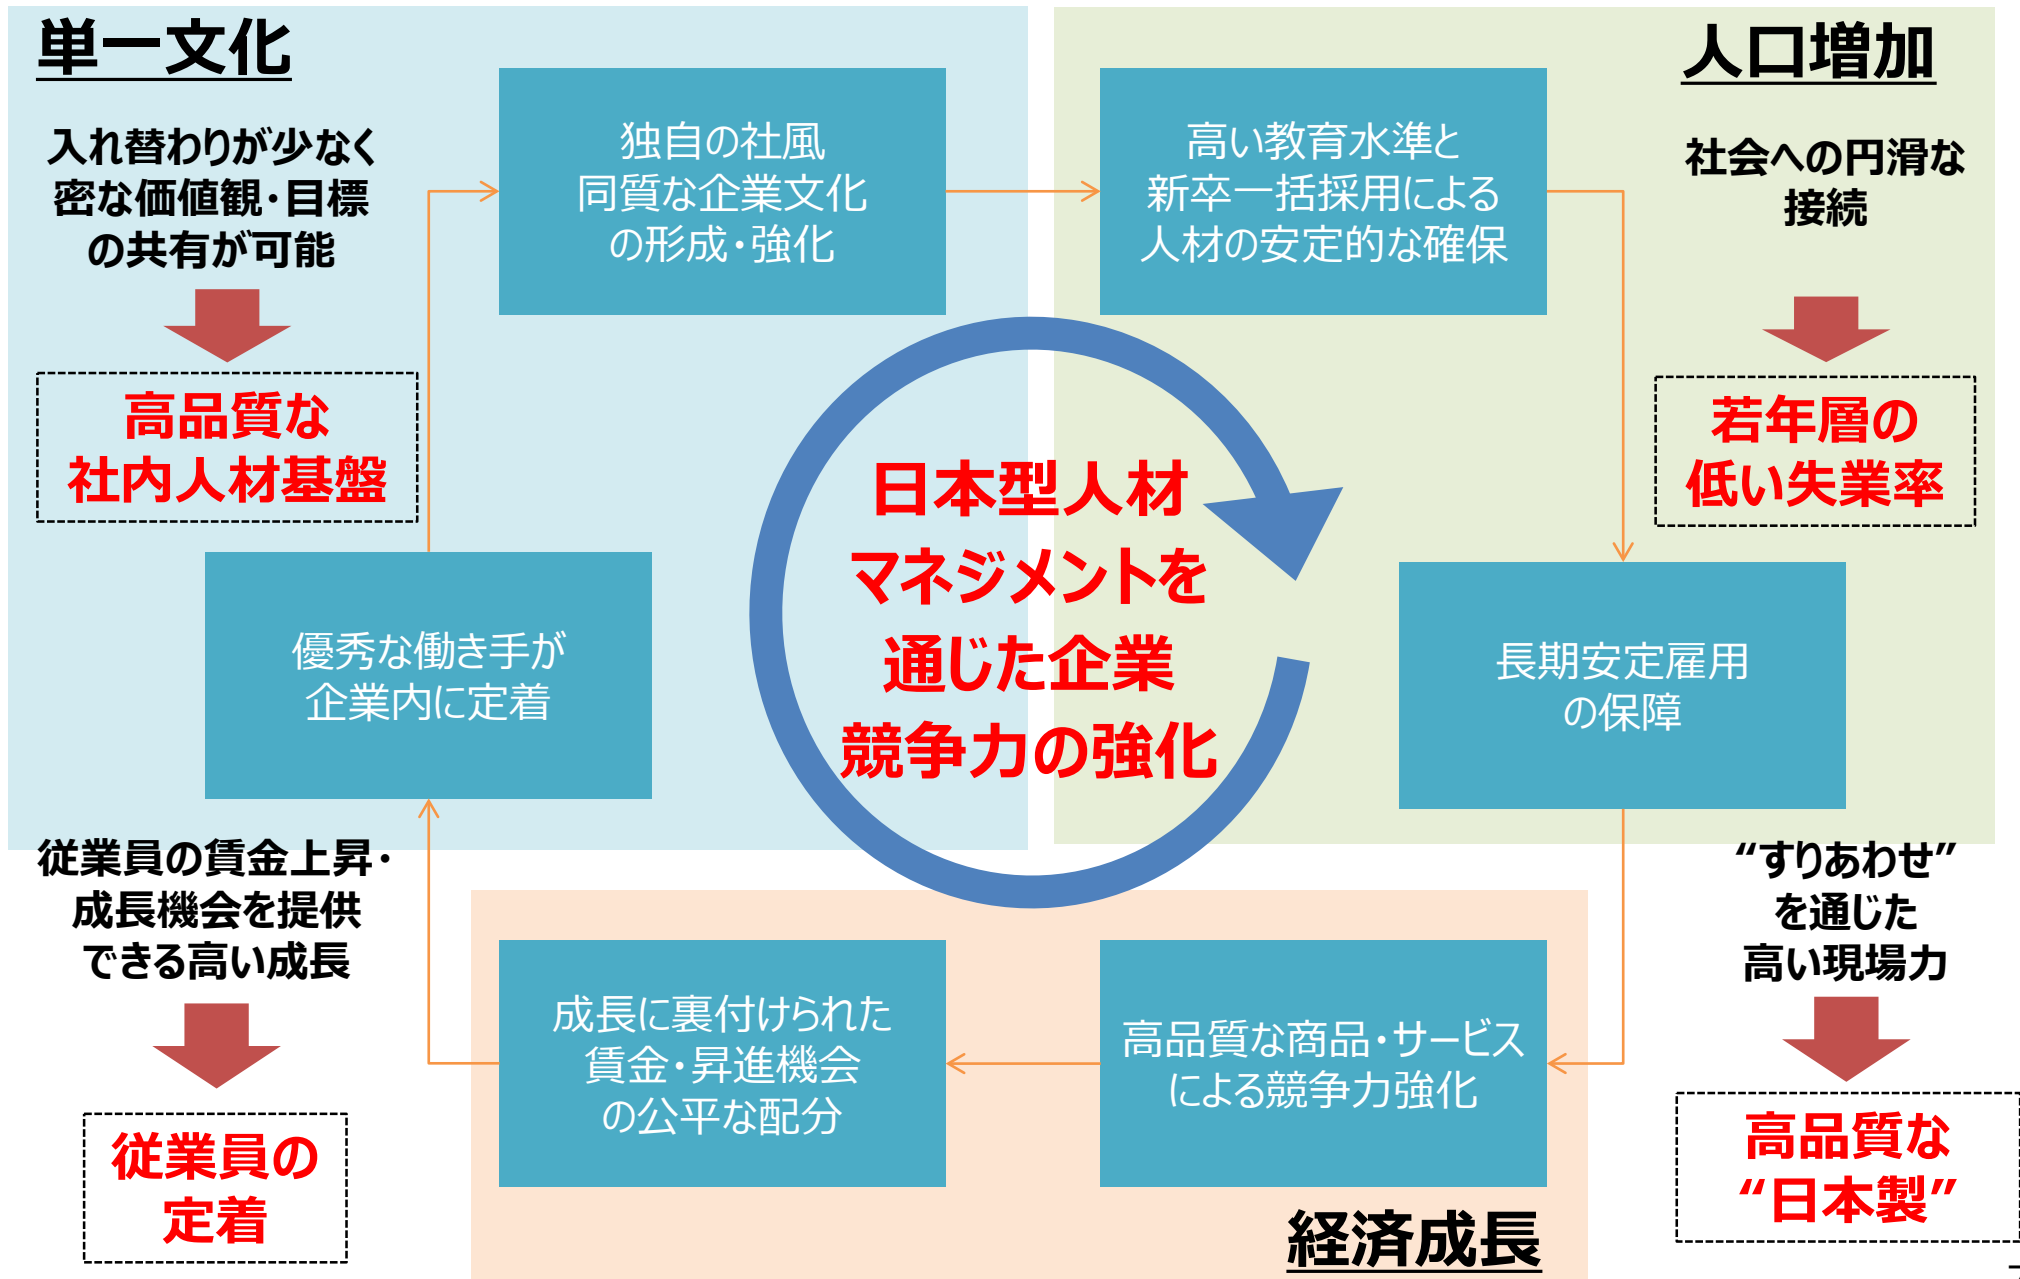 単一文化
入れ替わりが少なく
密な価値観・目標
の共有が可能
高品質な
社内人材基盤
独自の社風
同質な企業文化
の形成・強化
高い教育水準と
新卒一括採用による
人材の安定的な確保
人口増加
社会への円滑な
接続
若年層の
低い失業率
日本型人材
マネジメントを
通じた企業
競争力の強化
優秀な働き手が
企業内に定着
長期安定雇用
の保障
従業員の賃金上昇・
成長機会を提供
できる高い成長
従業員の
定着
成長に裏付けられた
賃金・昇進機会
の公平な配分
高品質な商品・サービス
による競争力強化
“すりあわせ”
を通じた
高い現場力
高品質な
“日本製”
経済成長